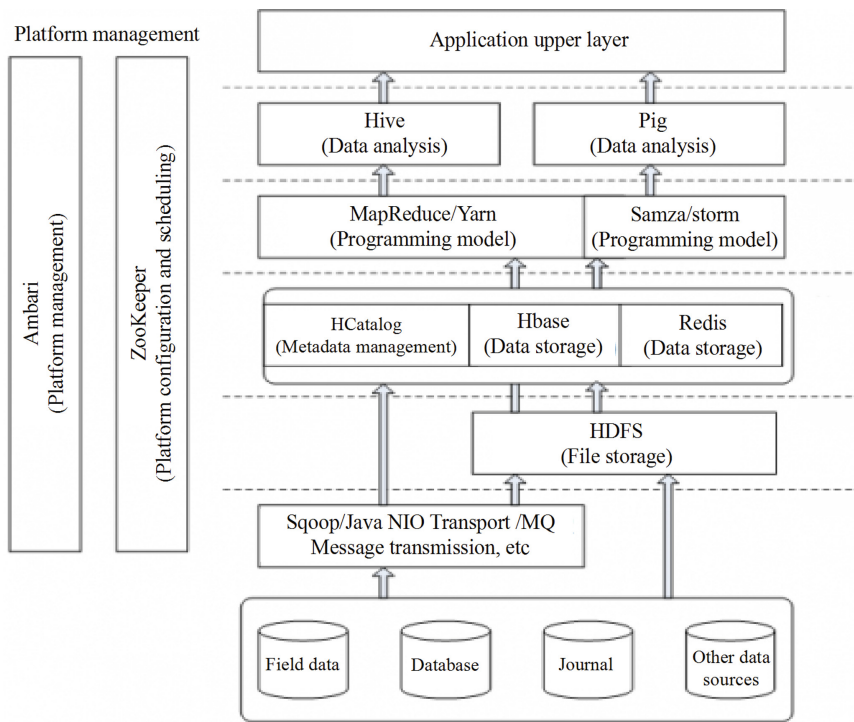 Platform management
Ambari
(Platform management)
ZooKeeper
(Platform configuration and scheduling)
Application upper layer
Hive
(Data analysis)
Pig
(Data analysis)
MapReduce/Yarn
(Programming model)
Samza/storm
(Programming model)
HCatalog
(Metadata management)
Hbase
(Data storage)
Redis
(Data storage)
HDFS
(File storage)
Sqoop/Java NIO Transport /MQ
Message transmission, etc
Field data
Database
Journal
Other data
sources